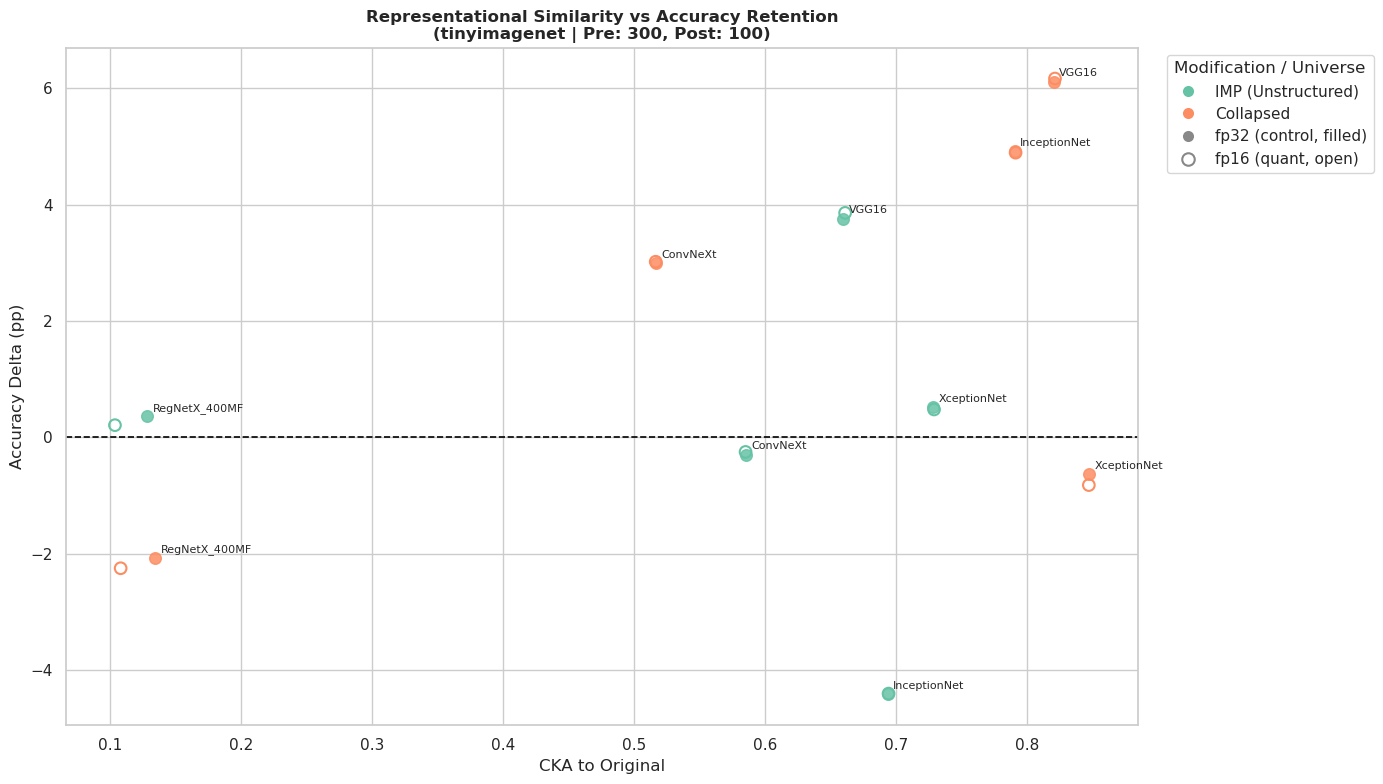 Representational Similarity vs Accuracy Retention
(tinyimagenet | Pre: 300, Post: 100)
Modification / Universe
IMP (Unstructured)
Collapsed
fp32 (control, filled)
fp16 (quant, open)
VGG16
InceptionNet
VGG16
ConvNeXt
XceptionNet
RegNetX_400MF
ConvNeXt
XceptionNet
RegNetX_400MF
InceptionNet
Accuracy Delta (pp)
6
4
2
0
−2
−4
0.1 0.2 0.3 0.4 0.5 0.6 0.7 0.8
CKA to Original